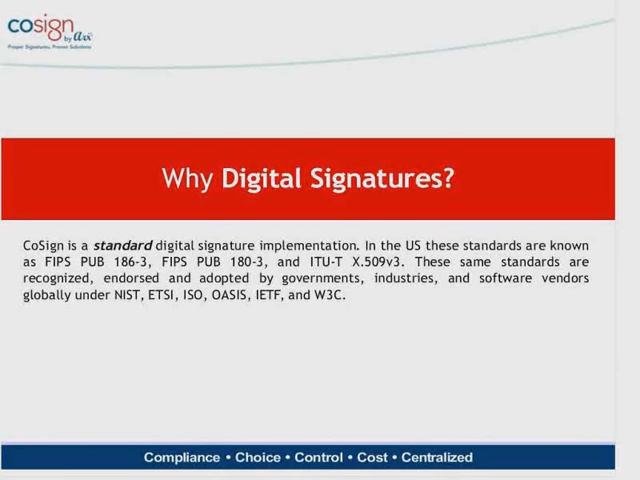 cosign
by arx
Proper Signatures, Proven Solutions
Why Digital Signatures?
CoSign is a standard digital signature implementation. In the US these standards are known
as FIPS PUB 186-3, FIPS PUB 180-3, and ITU-T X.509v3. These same standards are
recognized, endorsed and adopted by governments, industries, and software vendors
globally under NIST, ETSI, ISO, OASIS, IETF, and W3C.
Compliance • Choice • Control • Cost • Centralized